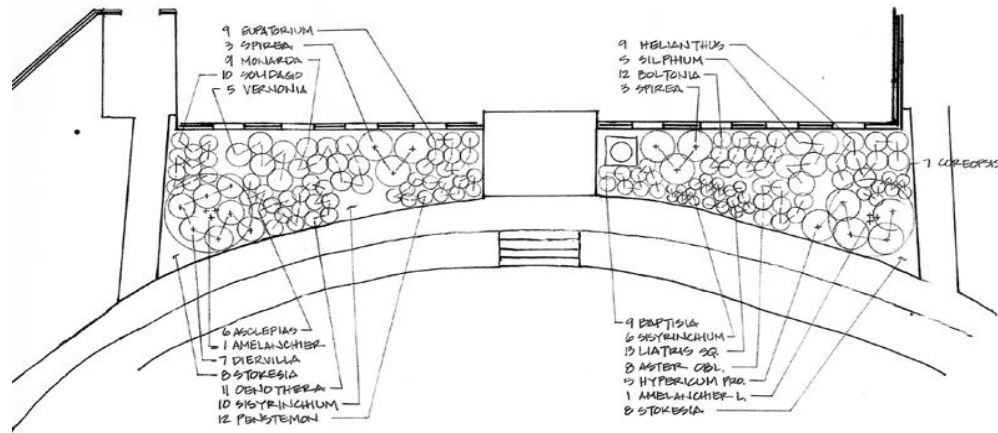 9 EUPATORIUM
3 SPIREA
9 MONARDA
10 SOLIDAGO
5 VERNONIA
9 HELIANTHUS
5 SILPHIUM
12 BOLTONIA
3 SPIREA
7 COREOPSIS
6 ASCLEPIAS
1 AMELANCHIER
7 DIERVILLA
8 STOKESIA
11 OENOTHERA
10 SISYRINCHIUM
12 PENSTEMON
9 BAPTISIA
6 SISYRINCHIUM
13 LIATRIS SQ.
8 ASTER OBL.
5 HYPERICUM PRO.
1 AMELANCHIER L.
8 STOKESIA